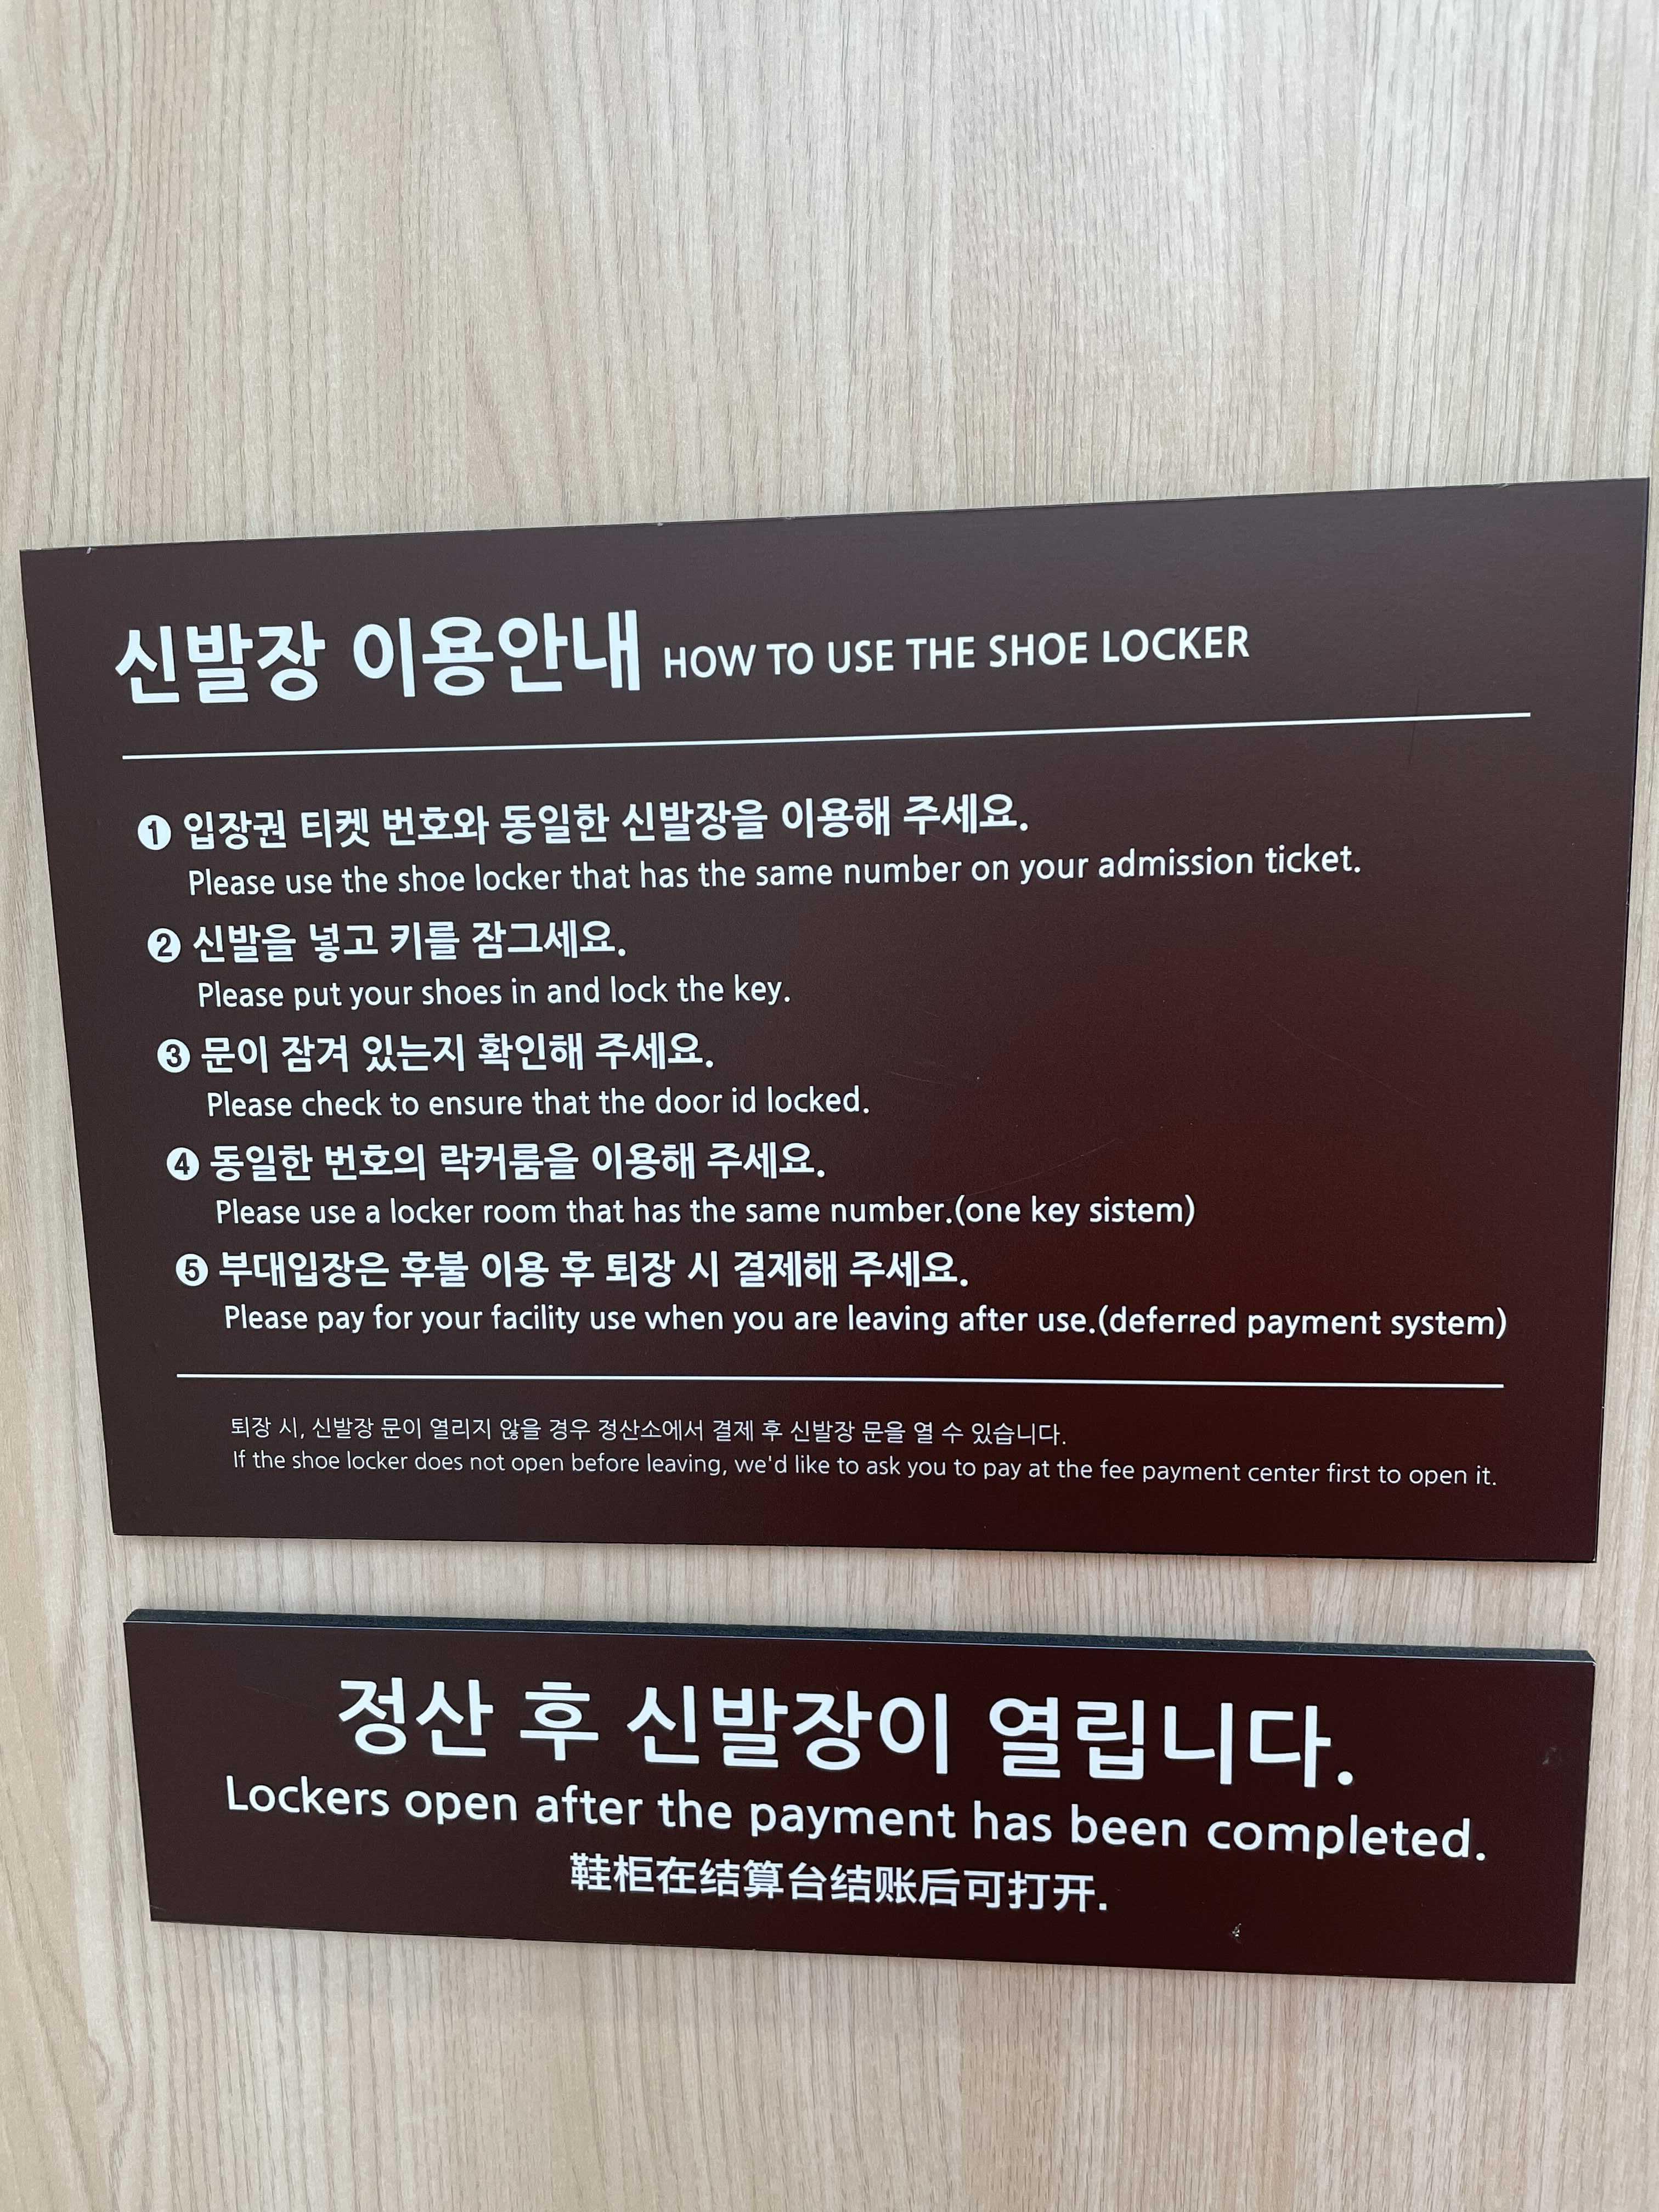 신발장 이용안내 HOW TO USE THE SHOE LOCKER
❶ 입장권 티켓 번호와 동일한 신발장을 이용해 주세요.
Please use the shoe locker that has the same number on your admission ticket.
❷ 신발을 넣고 키를 잠그세요.
Please put your shoes in and lock the key.
❸ 문이 잠겨 있는지 확인해 주세요.
Please check to ensure that the door id locked.
❹ 동일한 번호의 락커룸을 이용해 주세요.
Please use a locker room that has the same number.(one key sistem)
❺ 부대입장은 후불 이용 후 퇴장 시 결제해 주세요.
Please pay for your facility use when you are leaving after use.(deferred payment system)
퇴장 시, 신발장 문이 열리지 않을 경우 정산소에서 결제 후 신발장 문을 열 수 있습니다.
If the shoe locker does not open before leaving, we'd like to ask you to pay at the fee payment center first to open it.
정산 후 신발장이 열립니다.
Lockers open after the payment has been completed.
鞋柜在结算台结账后可打开.